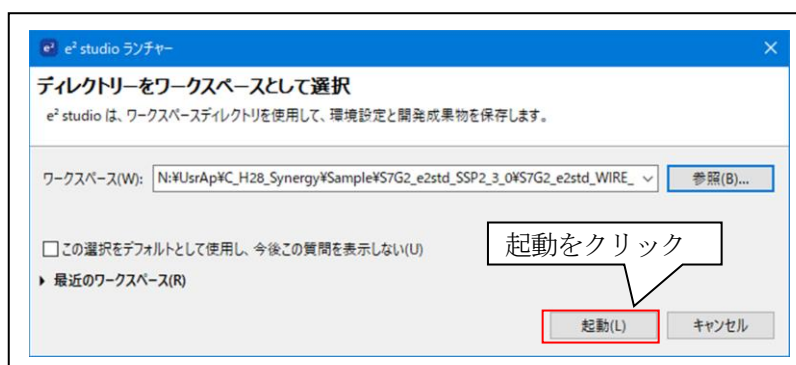 e² studio ランチャー
ディレクトリーをワークスペースとして選択
e² studio は、ワークスペースディレクトリを使用して、環境設定と開発成果物を保存します。
ワークスペース(W): N:¥UsrAp¥C_H28_Synergy¥Sample¥S7G2_e2std_SSP2_3_0¥S7G2_e2std_WIRE_ 参照(B)...
この選択をデフォルトとして使用し、今後この質問を表示しない(U)
起動をクリック
最近のワークスペース(R)
起動(L) キャンセル